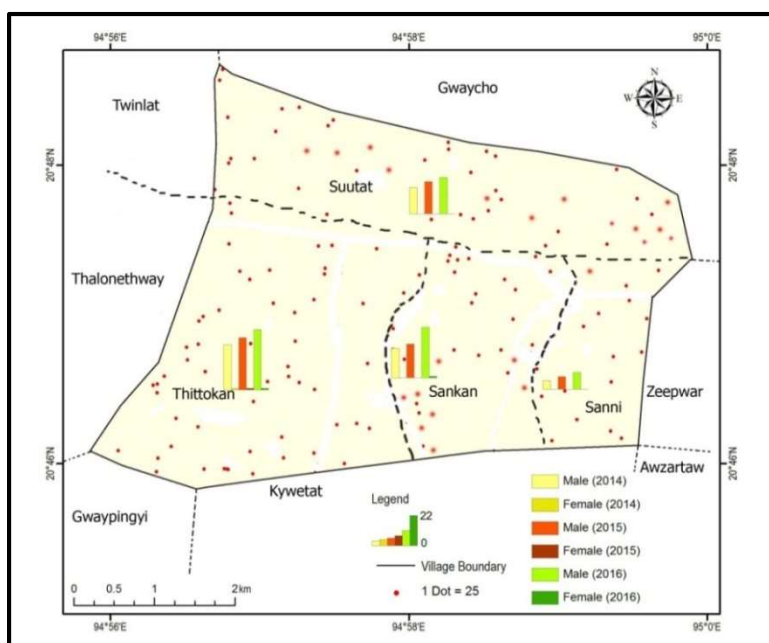 94°56'E 94°58'E 95°0'E
Twinlat
Gwaycho
N
W E
S
20°48'N 20°48'N
Suutat
Thalonethway
Thittokan
Sankan
Sanni
Zeepwar
20°46'N 20°46'N
Awzartaw
Kywetat
Gwaypingyi
Legend
22
0
Village Boundary
1 Dot = 25
Male (2014)
Female (2014)
Male (2015)
Female (2015)
Male (2016)
Female (2016)
0 0.5 1 2 km
94°56'E 94°58'E 95°0'E